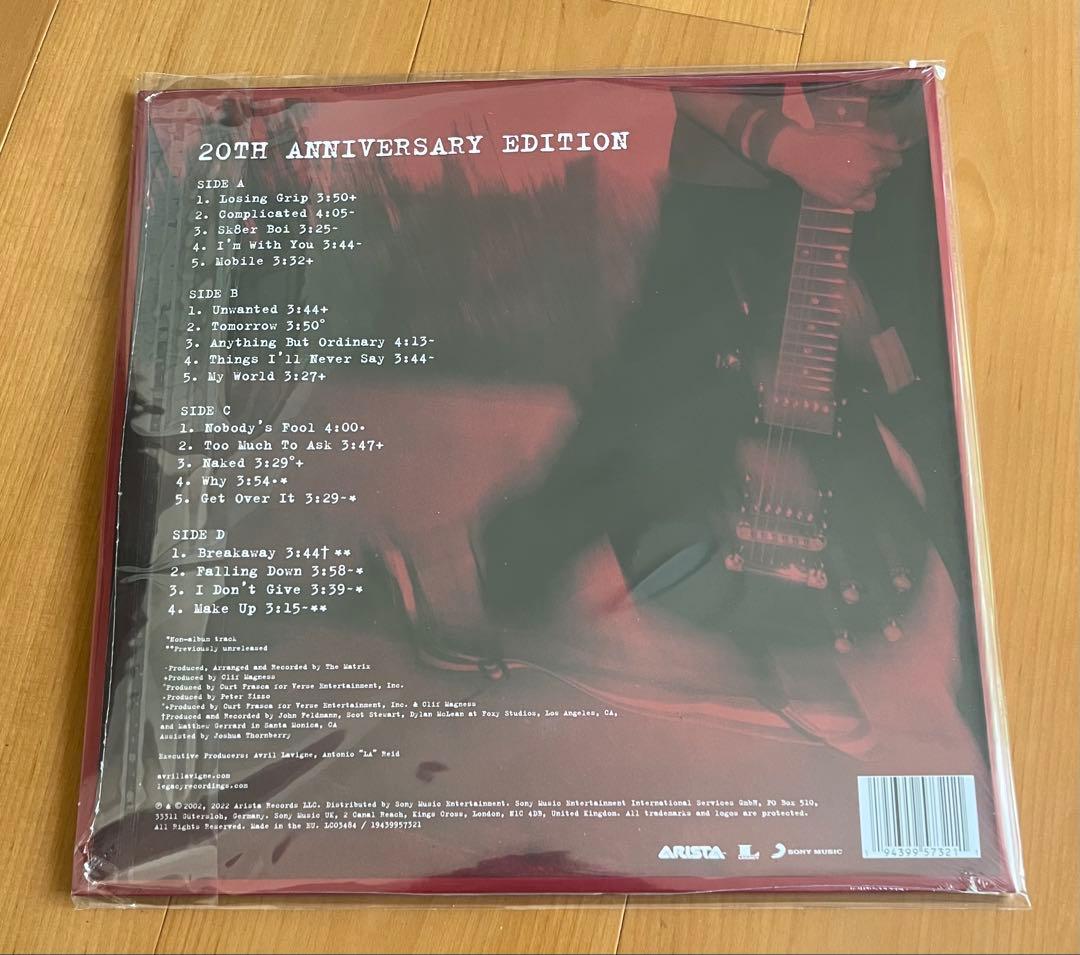 20TH ANNIVERSARY EDITION
SIDE A
1. Losing Grip 3:50+
2. Complicated 4:05-
3. Sk8er Boi 3:25-
4. I'm With You 3:44-
5. Mobile 3:32+
SIDE B
1. Unwanted 3:44+
2. Tomorrow 3:50°
3. Anything But Ordinary 4:13-
4. Things I'll Never Say 3:44-
5. My World 3:27+
SIDE C
1. Nobody's Fool 4:00•
2. Too Much To Ask 3:47+
3. Naked 3:29°+
4. Why 3:54•*
5. Get Over It 3:29-*
SIDE D
1. Breakaway 3:44† **
2. Falling Down 3:58-*
3. I Don't Give 3:39-*
4. Make Up 3:15-**
*Non-album track
**Previously unreleased
-Produced, Arranged and Recorded by The Matrix
+Produced by Clif Magness
°Produced by Curt Frasca for Verse Entertainment, Inc.
•Produced by Peter Zizzo
°+Produced by Curt Frasca for Verse Entertainment, Inc. & Clif Magness
†Produced and Recorded by John Feldmann, Scot Stewart, Dylan McLean at Foxy Studios, Los Angeles, CA,
and Matthew Gerrard in Santa Monica, CA
Assisted by Joshua Thornberry
Executive Producers: Avril Lavigne, Antonio "LA" Reid
avrillavigne.com
legacyrecordings.com
℗ & © 2002, 2022 Arista Records LLC. Distributed by Sony Music Entertainment. Sony Music Entertainment International Services GmbH, PO Box 510,
33311 Gütersloh, Germany. Sony Music UK, 2 Canal Reach, Kings Cross, London, N1C 4DB, United Kingdom. All trademarks and logos are protected.
All Rights Reserved. Made in the EU. LC03484 / 19439957321
ARISTA LEGACY SONY MUSIC
1 94399 57321 1